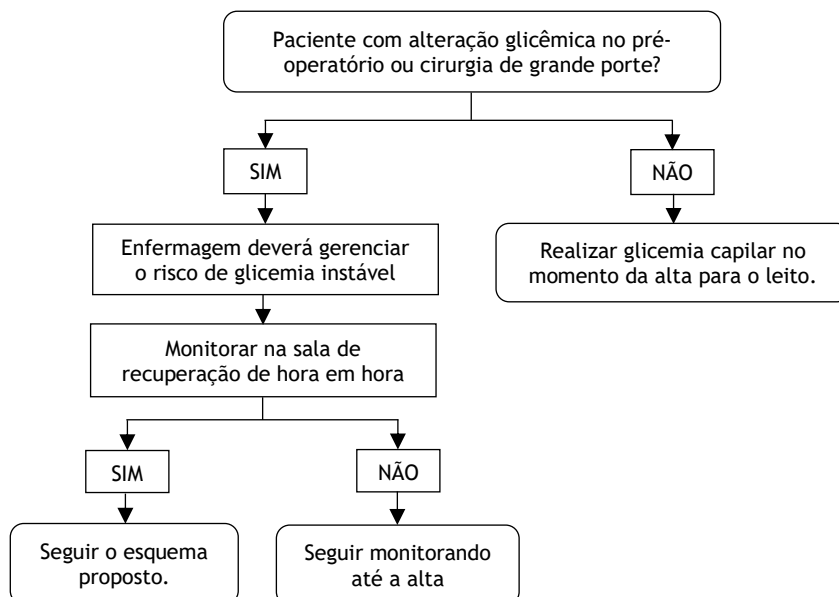 Paciente com alteração glicêmica no pré-
operatório ou cirurgia de grande porte?
SIM
NÃO
Enfermagem deverá gerenciar
o risco de glicemia instável
Realizar glicemia capilar no
momento da alta para o leito.
Monitorar na sala de
recuperação de hora em hora
SIM
NÃO
Seguir o esquema
proposto.
Seguir monitorando
até a alta